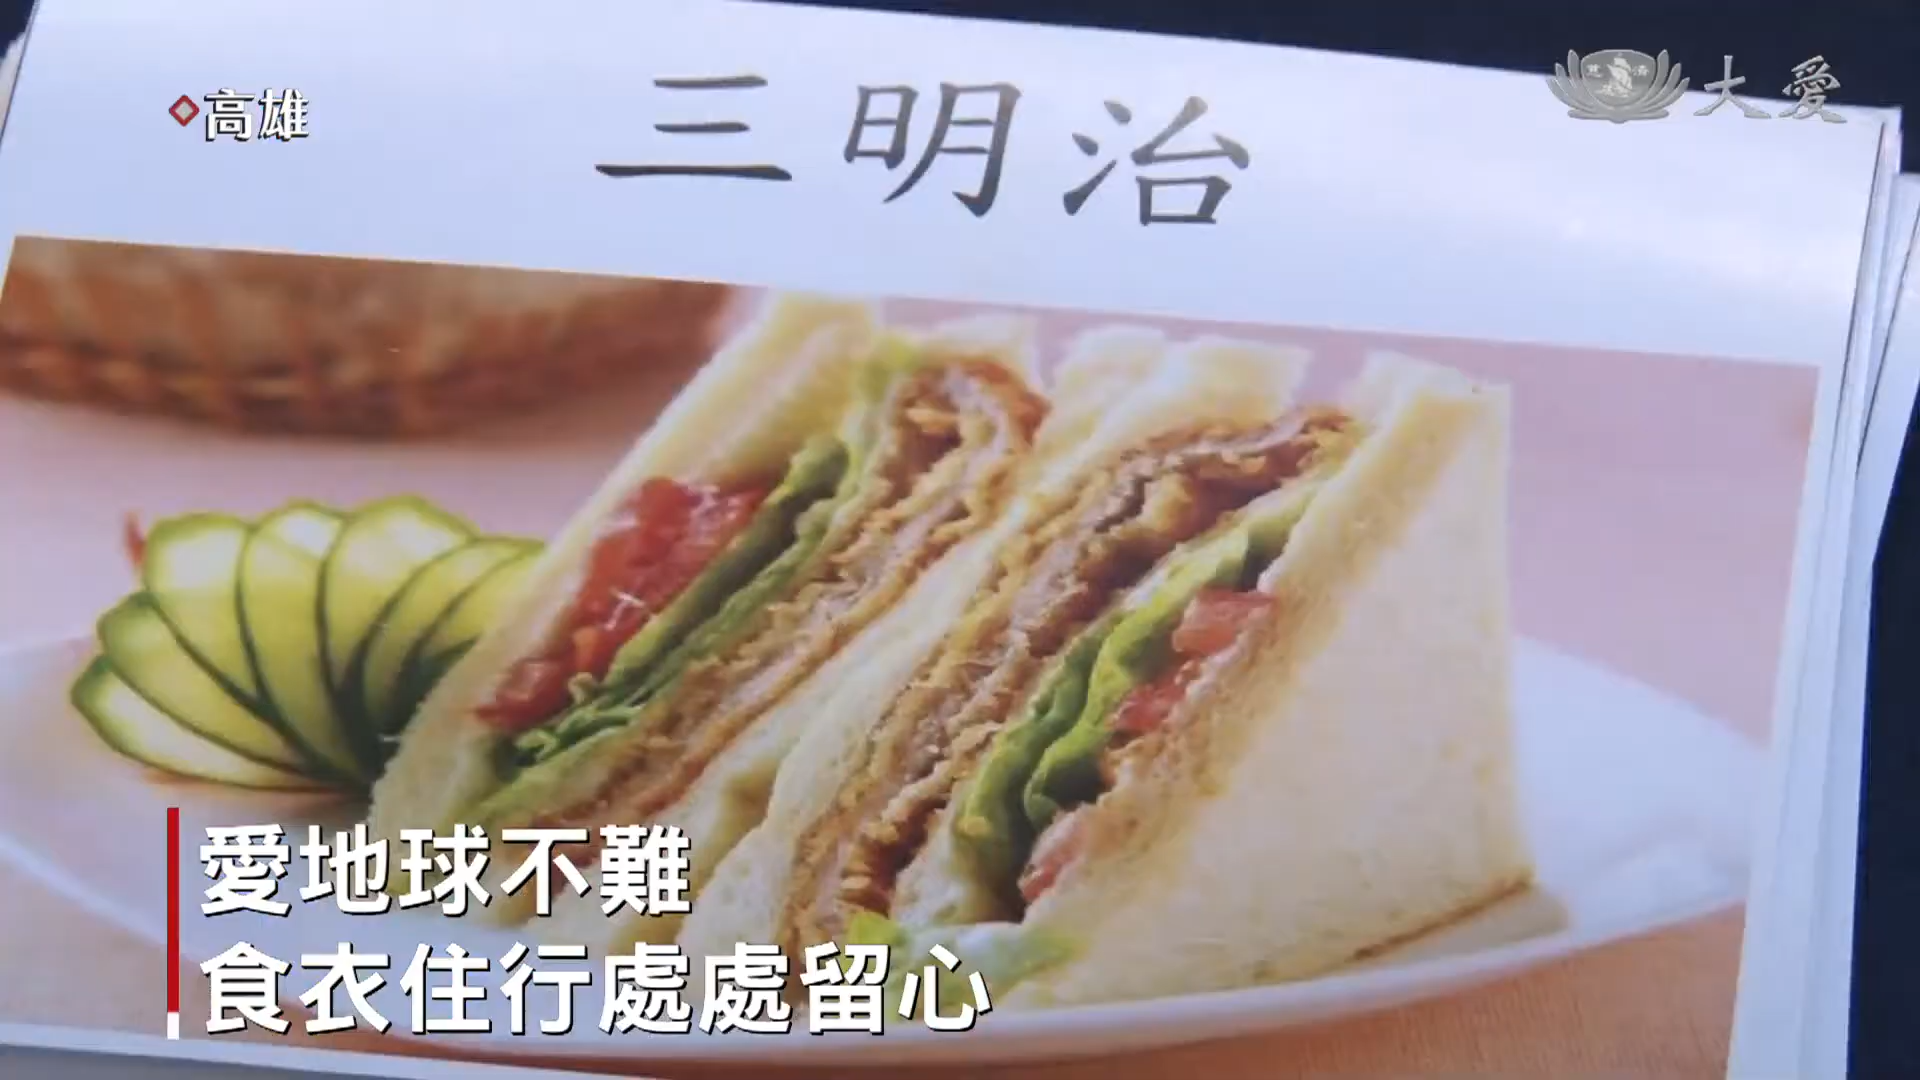 高雄
大愛
三明治
愛地球不難
食衣住行處處留心